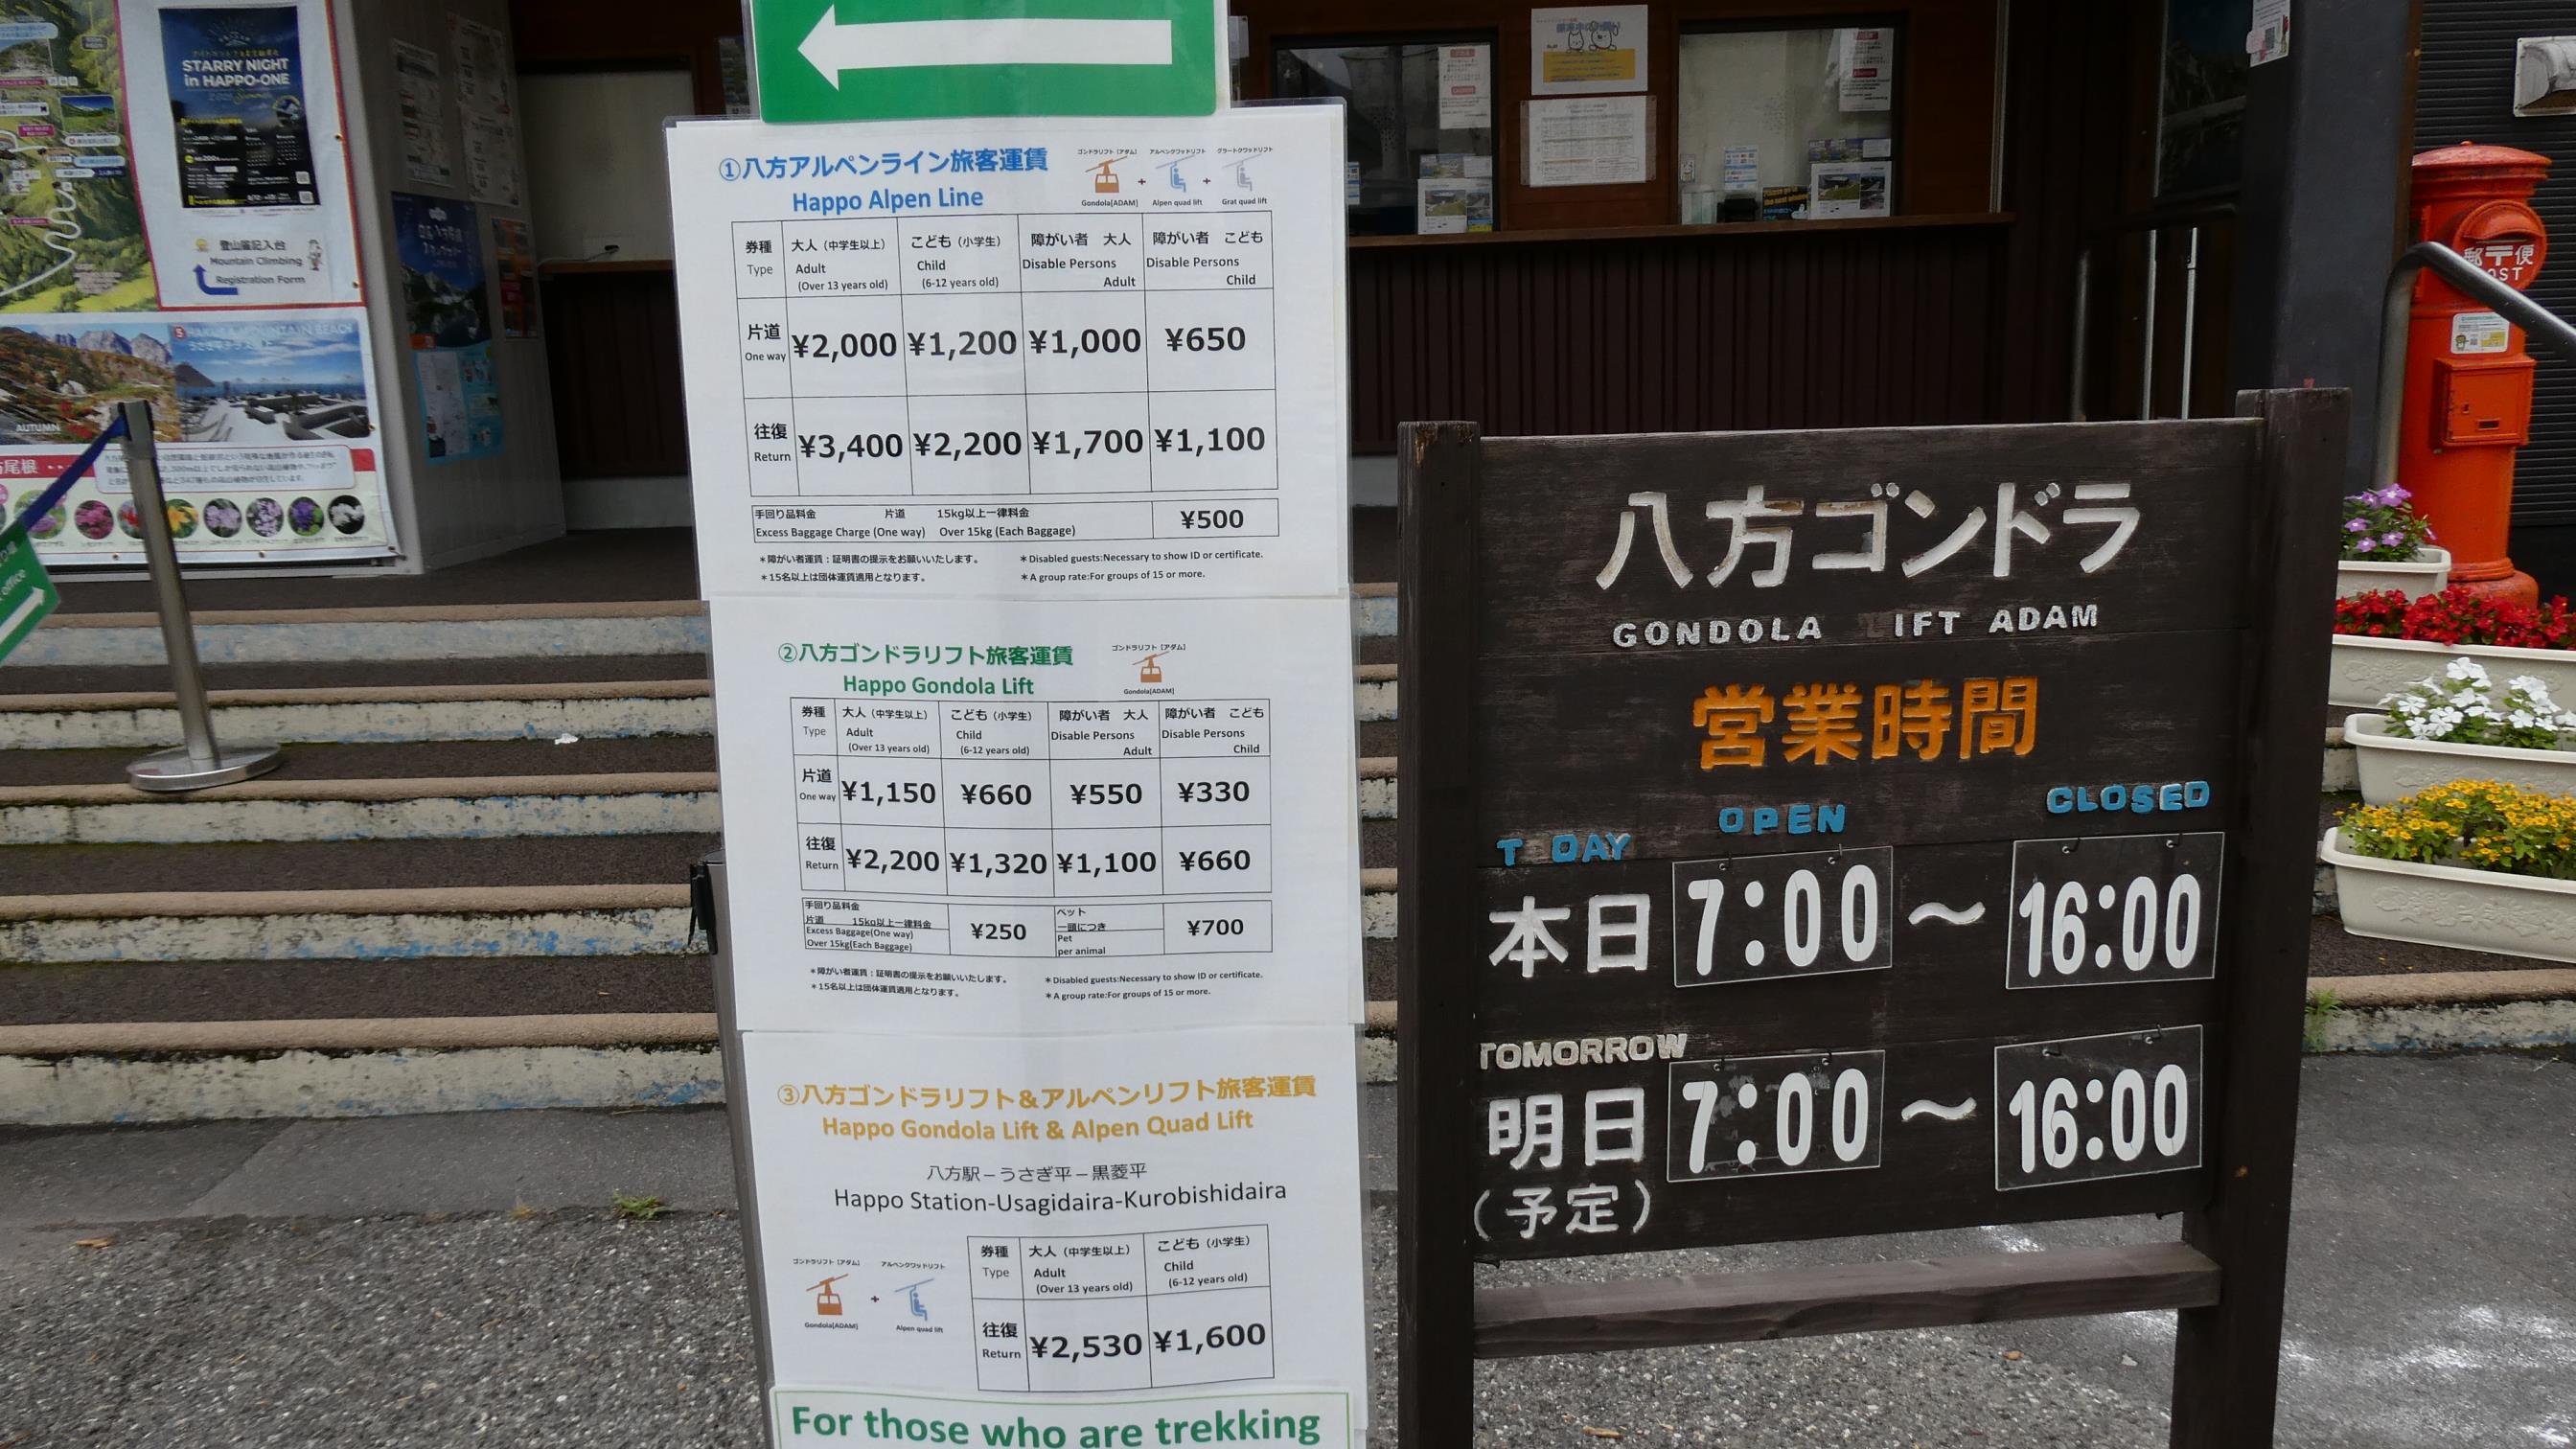 STARRY NIGHT
in HAPPO-ONE
登山届記入台
Mountain Climbing
Registration Form
AUTUMN
尾根
office
①八方アルペンライン旅客運賃
Happo Alpen Line
ゴンドラリフト【アダム】 アルペンクワッドリフト グラートクワッドリフト
+ +
Gondola[ADAM] Alpen quad lift Grat quad lift
券種 大人（中学生以上） こども（小学生） 障がい者 大人 障がい者 こども
Type Adult Child Disable Persons Disable Persons
(Over 13 years old) (6-12 years old) Adult Child
片道
One way ¥2,000 ¥1,200 ¥1,000 ¥650
往復
Return ¥3,400 ¥2,200 ¥1,700 ¥1,100
手回り品料金 片道 15kg以上一律料金
Excess Baggage Charge (One way) Over 15kg (Each Baggage) ¥500
＊障がい者運賃：証明書の提示をお願いいたします。 ＊Disabled guests:Necessary to show ID or certificate.
＊15名以上は団体運賃適用となります。 ＊A group rate:For groups of 15 or more.
②八方ゴンドラリフト旅客運賃
Happo Gondola Lift
ゴンドラリフト【アダム】
Gondola[ADAM]
券種 大人（中学生以上） こども（小学生） 障がい者 大人 障がい者 こども
Type Adult Child Disable Persons Disable Persons
(Over 13 years old) (6-12 years old) Adult Child
片道
One way ¥1,150 ¥660 ¥550 ¥330
往復
Return ¥2,200 ¥1,320 ¥1,100 ¥660
手回り品料金
片道 15kg以上一律料金
Excess Baggage(One way)
Over 15kg(Each Baggage)
¥250
ペット
一頭につき
Pet
per animal
¥700
＊障がい者運賃：証明書の提示をお願いいたします。 ＊Disabled guests:Necessary to show ID or certificate.
＊15名以上は団体運賃適用となります。 ＊A group rate:For groups of 15 or more.
③八方ゴンドラリフト＆アルペンリフト旅客運賃
Happo Gondola Lift & Alpen Quad Lift
八方駅－うさぎ平－黒菱平
Happo Station-Usagidaira-Kurobishidaira
ゴンドラリフト【アダム】 アルペンクワッドリフト
+
Gondola[ADAM] Alpen quad lift
券種 大人（中学生以上） こども（小学生）
Type Adult Child
(Over 13 years old) (6-12 years old)
往復
Return ¥2,530 ¥1,600
For those who are trekking
八方ゴンドラ
GONDOLA LIFT ADAM
営業時間
T DAY OPEN CLOSED
本日 7:00 〜 16:00
TOMORROW
明日 7:00 〜 16:00
（予定）
郵〒便
POST